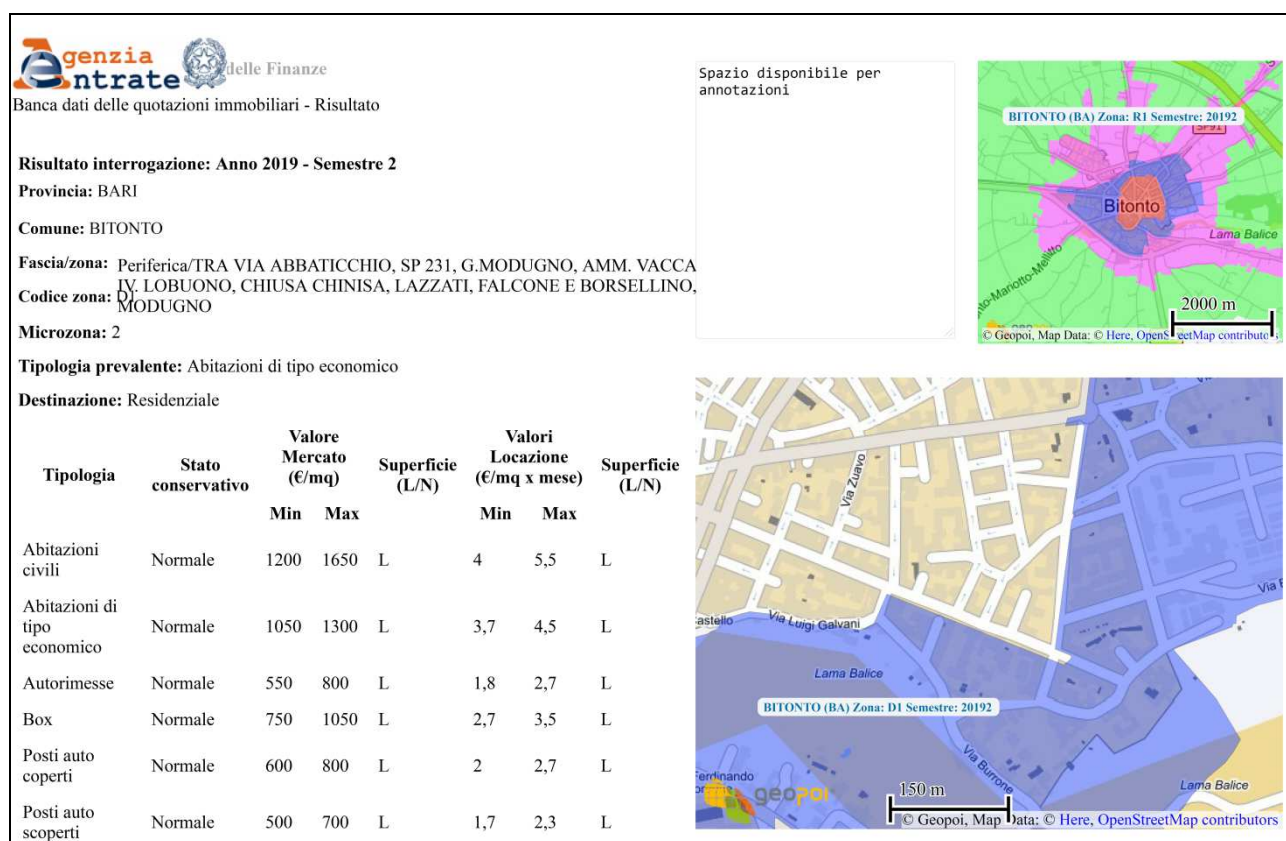 genzia
ntrate
delle Finanze
Banca dati delle quotazioni immobiliari - Risultato
Risultato interrogazione: Anno 2019 - Semestre 2
Provincia: BARI
Comune: BITONTO
Fascia/zona: Periferica/TRA VIA ABBATICCHIO, SP 231, G.MODUGNO, AMM. VACCA
IV. LOBUONO, CHIUSA CHINISA, LAZZATI, FALCONE E BORSELLINO,
MODUGNO
Codice zona: D1
Microzona: 2
Tipologia prevalente: Abitazioni di tipo economico
Destinazione: Residenziale
Tipologia Stato conservativo Valore Mercato (€/mq) Superficie (L/N) Valori Locazione (€/mq x mese) Superficie (L/N)
Min Max Min Max
Abitazioni civili Normale 1200 1650 L 4 5,5 L
Abitazioni di tipo economico Normale 1050 1300 L 3,7 4,5 L
Autorimesse Normale 550 800 L 1,8 2,7 L
Box Normale 750 1050 L 2,7 3,5 L
Posti auto coperti Normale 600 800 L 2 2,7 L
Posti auto scoperti Normale 500 700 L 1,7 2,3 L
Spazio disponibile per
annotazioni
BITONTO (BA) Zona: R1 Semestre: 20192
SP91
Bitonto
Lama Balice
2000 m
© Geopoi, Map Data: © Here, OpenStreetMap contributors
Via Zuavo
Via Luigi Galvani
Lama Balice
BITONTO (BA) Zona: D1 Semestre: 20192
Via Burrone
Ferdinando
geopoi
150 m
Lama Balice
© Geopoi, Map Data: © Here, OpenStreetMap contributors